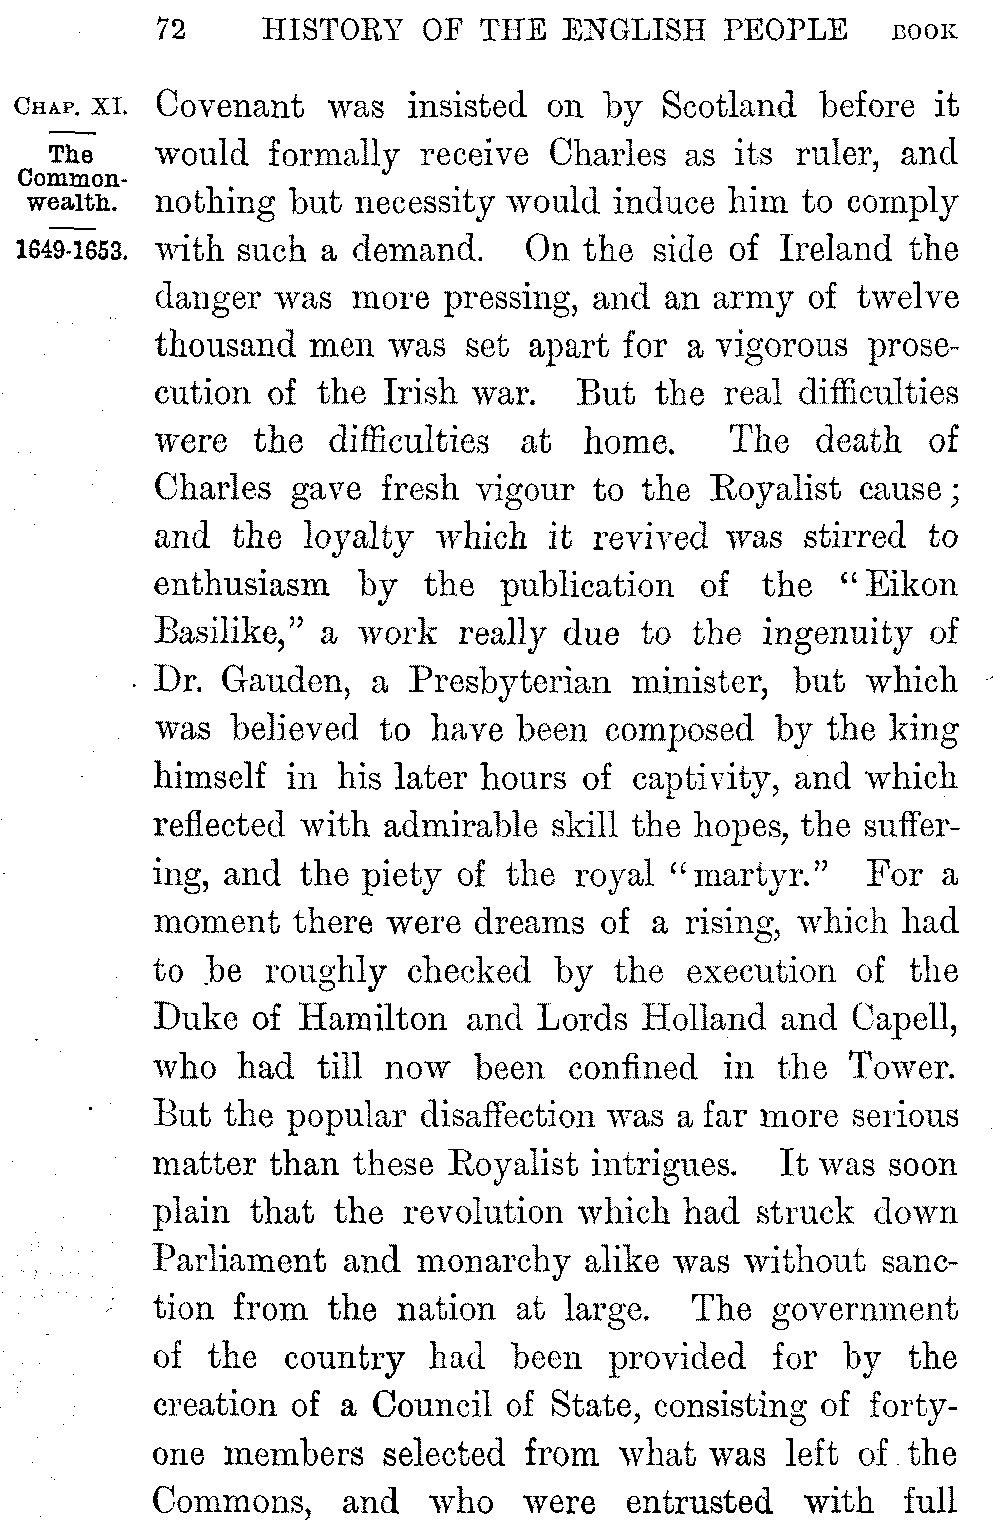 72 HISTORY OF THE ENGLISH PEOPLE BOOK
CHAP. XI.
The
Common-
wealth.
1649-1653.
Covenant was insisted on by Scotland before it
would formally receive Charles as its ruler, and
nothing but necessity would induce him to comply
with such a demand. On the side of Ireland the
danger was more pressing, and an army of twelve
thousand men was set apart for a vigorous prose-
cution of the Irish war. But the real difficulties
were the difficulties at home. The death of
Charles gave fresh vigour to the Royalist cause;
and the loyalty which it revived was stirred to
enthusiasm by the publication of the "Eikon
Basilike," a work really due to the ingenuity of
Dr. Gauden, a Presbyterian minister, but which
was believed to have been composed by the king
himself in his later hours of captivity, and which
reflected with admirable skill the hopes, the suffer-
ing, and the piety of the royal "martyr." For a
moment there were dreams of a rising, which had
to be roughly checked by the execution of the
Duke of Hamilton and Lords Holland and Capell,
who had till now been confined in the Tower.
But the popular disaffection was a far more serious
matter than these Royalist intrigues. It was soon
plain that the revolution which had struck down
Parliament and monarchy alike was without sanc-
tion from the nation at large. The government
of the country had been provided for by the
creation of a Council of State, consisting of forty-
one members selected from what was left of the
Commons, and who were entrusted with full